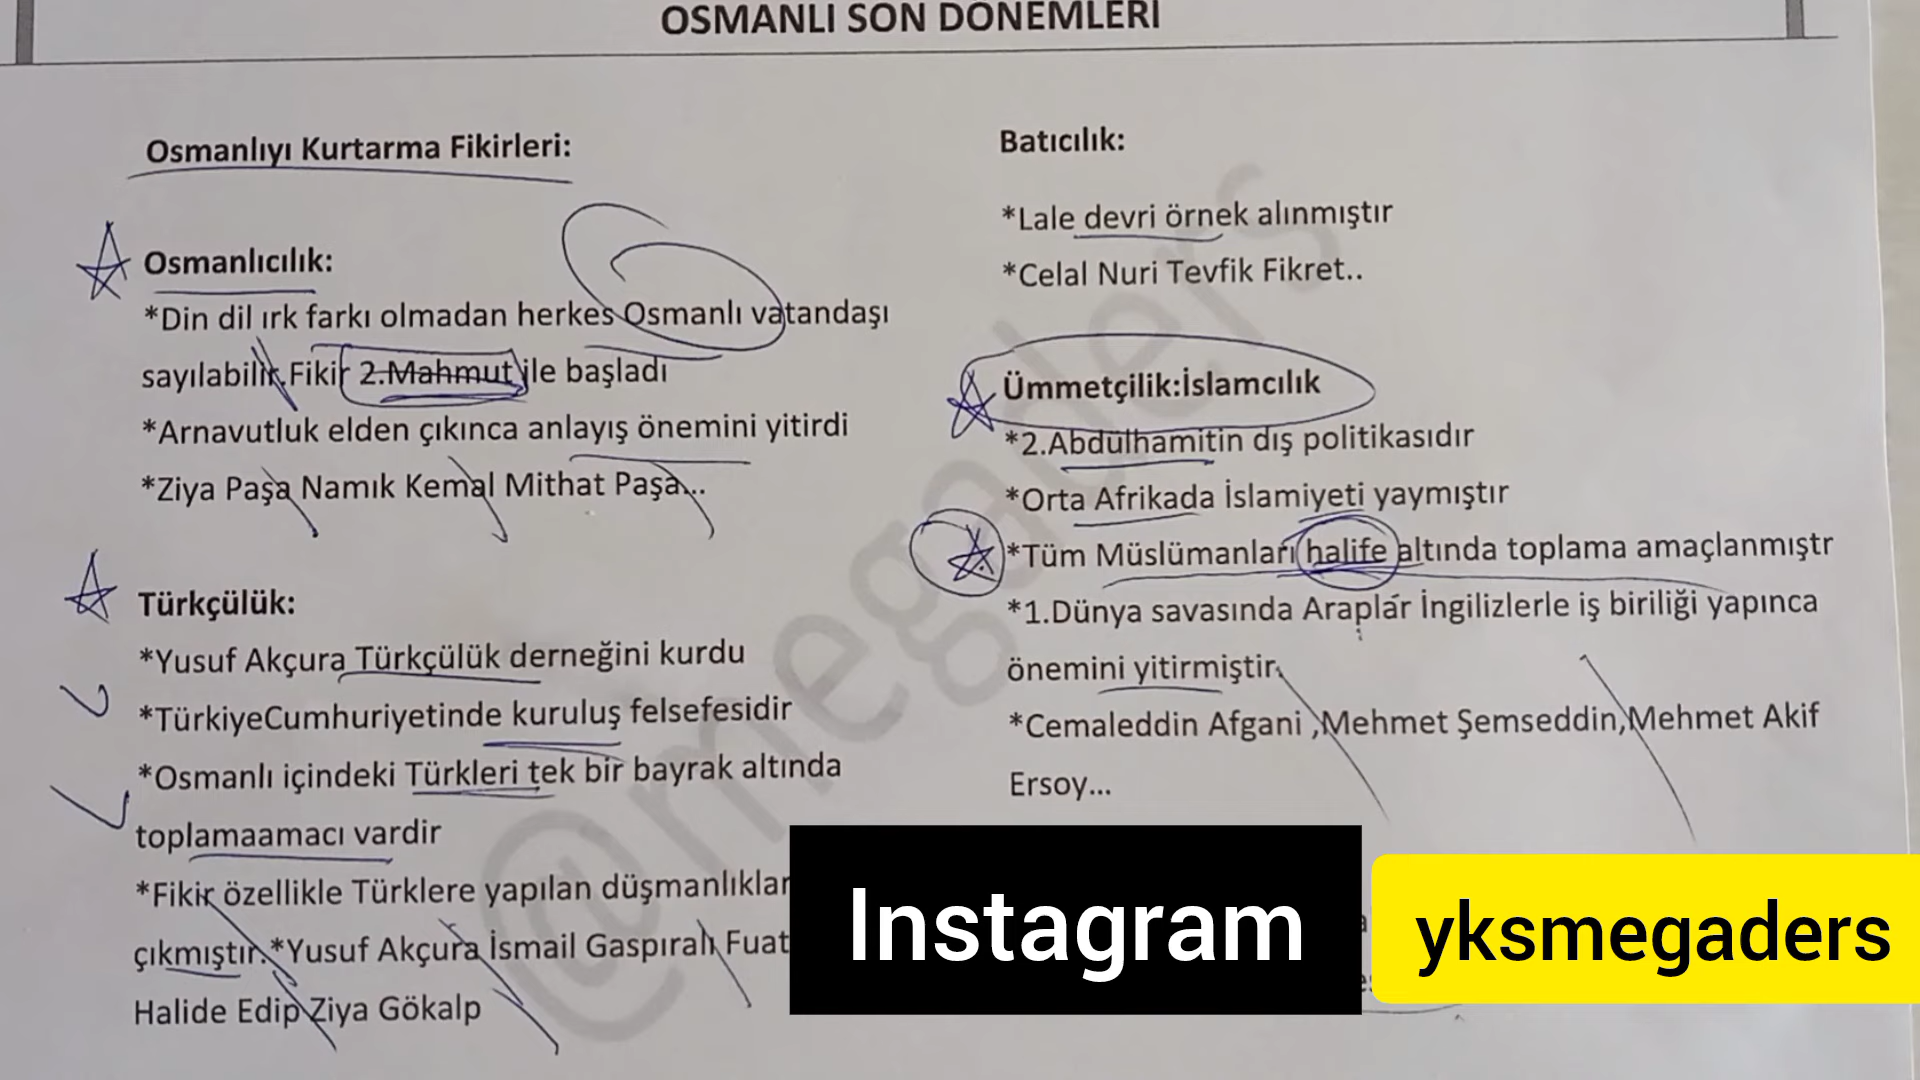 OSMANLI SON DÖNEMLERİ
Osmanlıyı Kurtarma Fikirleri:
Osmanlıcılık:
*Din dil ırk farkı olmadan herkes Osmanlı vatandaşı
sayılabilir.Fikir 2.Mahmut ile başladı
*Arnavutluk elden çıkınca anlayış önemini yitirdi
*Ziya Paşa Namık Kemal Mithat Paşa...
Türkçülük:
*Yusuf Akçura Türkçülük derneğini kurdu
*TürkiyeCumhuriyetinde kuruluş felsefesidir
*Osmanlı içindeki Türkleri tek bir bayrak altında
toplamaamacı vardir
*Fikir özellikle Türklere yapılan düşmanlıklar
çıkmıştır.*Yusuf Akçura İsmail Gaspıralı Fuat
Halide Edip Ziya Gökalp
Batıcılık:
*Lale devri örnek alınmıştır
*Celal Nuri Tevfik Fikret..
Ümmetçilik:İslamcılık
*2.Abdülhamitin dış politikasıdır
*Orta Afrikada İslamiyeti yaymıştır
*Tüm Müslümanları halife altında toplama amaçlanmıştr
*1.Dünya savasında Araplar İngilizlerle iş biriliği yapınca
önemini yitirmiştir.
*Cemaleddin Afgani ,Mehmet Şemseddin,Mehmet Akif
Ersoy...
@megaders
Instagram
yksmegaders